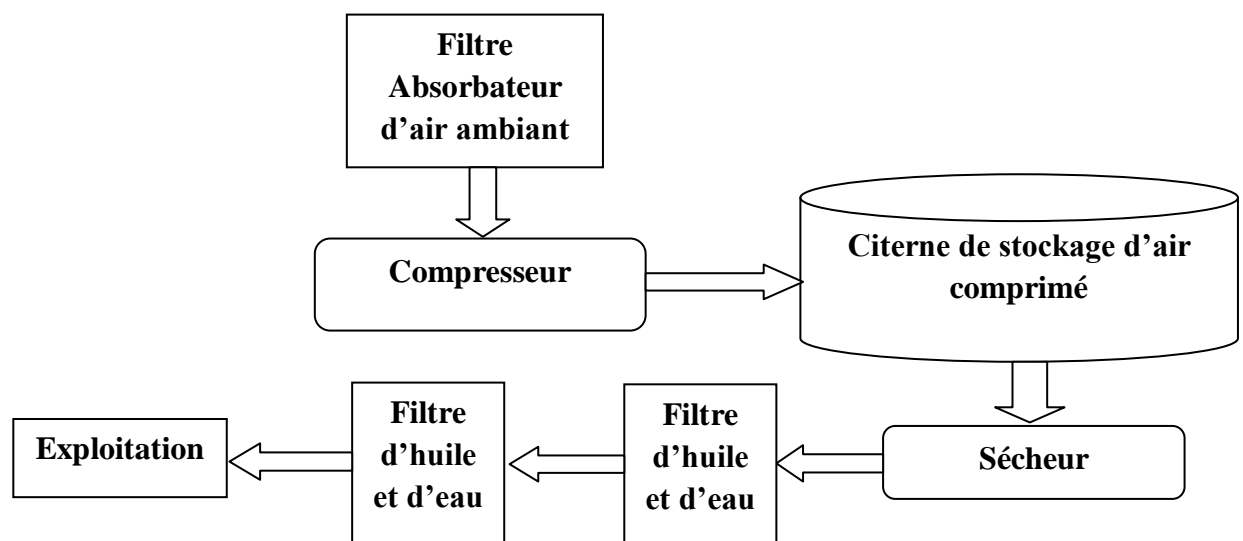 Filtre
Absorbateur
d’air ambiant
Compresseur
Citerne de stockage d’air
comprimé
Sécheur
Filtre
d’huile
et d’eau
Filtre
d’huile
et d’eau
Exploitation